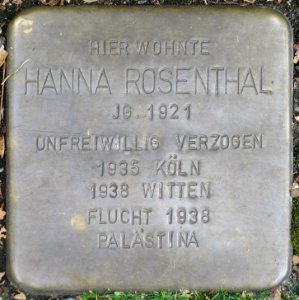 HIER WOHNTE
HANNA ROSENTHAL
JG. 1921
UNFREIWILLIG VERZOGEN
1935 KÖLN
1938 WITTEN
FLUCHT 1938
PALÄSTINA